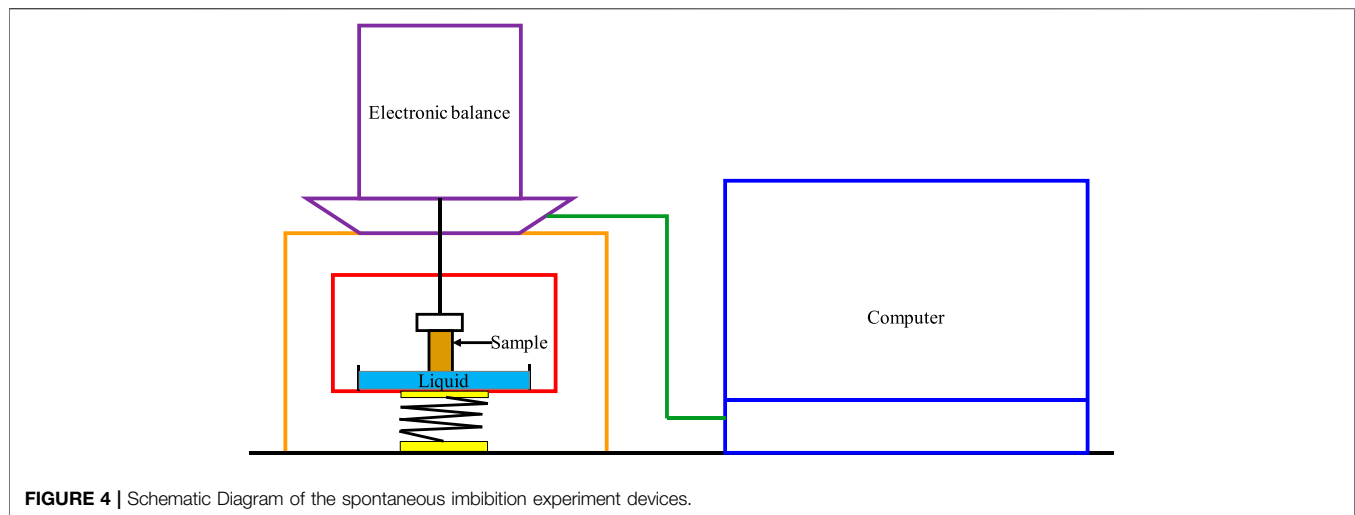 Electronic balance
Computer
Sample
Liquid
FIGURE 4 | Schematic Diagram of the spontaneous imbibition experiment devices.